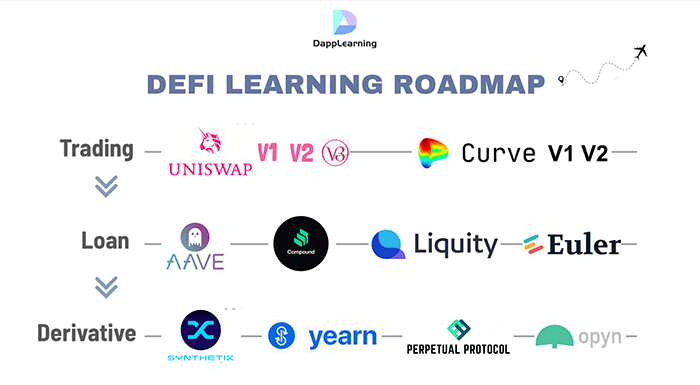 DappLearning
DEFI LEARNING ROADMAP
Trading
UNISWAP V1 V2 V3
Curve V1 V2
Loan
AAVE
Compound
Liquity
Euler
Derivative
SYNTHETIX
yearn
PERPETUAL PROTOCOL
opyn